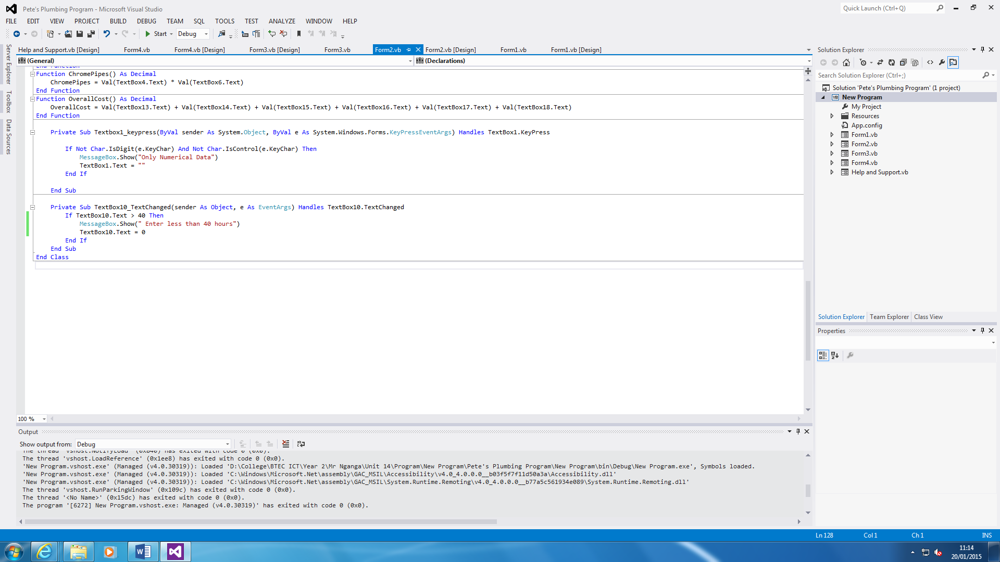 Pete's Plumbing Program - Microsoft Visual Studio
Quick Launch (Ctrl+Q)
FILE EDIT VIEW PROJECT BUILD DEBUG TEAM SQL TOOLS TEST ANALYZE WINDOW HELP
Start Debug
Server Explorer
Toolbox
Data Sources
Help and Support.vb [Design] Form4.vb Form4.vb [Design] Form3.vb [Design] Form3.vb Form2.vb Form2.vb [Design] Form1.vb Form1.vb [Design]
(General) (Declarations)
End Function
Function ChromePipes() As Decimal
ChromePipes = Val(TextBox4.Text) * Val(TextBox6.Text)
End Function
Function OverallCost() As Decimal
OverallCost = Val(TextBox13.Text) + Val(TextBox14.Text) + Val(TextBox15.Text) + Val(TextBox16.Text) + Val(TextBox17.Text) + Val(TextBox18.Text)
End Function
Private Sub Textbox1_keypress(ByVal sender As System.Object, ByVal e As System.Windows.Forms.KeyPressEventArgs) Handles TextBox1.KeyPress
If Not Char.IsDigit(e.KeyChar) And Not Char.IsControl(e.KeyChar) Then
MessageBox.Show("Only Numerical Data")
TextBox1.Text = ""
End If
End Sub
Private Sub TextBox10_TextChanged(sender As Object, e As EventArgs) Handles TextBox10.TextChanged
If TextBox10.Text > 40 Then
MessageBox.Show(" Enter less than 40 hours")
TextBox10.Text = 0
End If
End Sub
End Class
100 %
Output
Show output from: Debug
The thread 'vshost.NotifyLoad' (0x840) has exited with code 0 (0x0).
The thread 'vshost.LoadReference' (0x1ee8) has exited with code 0 (0x0).
'New Program.vshost.exe' (Managed (v4.0.30319)): Loaded 'D:\College\BTEC ICT\Year 2\Mr Nganga\Unit 14\Program\New Program\Pete's Plumbing Program\New Program\bin\Debug\New Program.exe', Symbols loaded.
'New Program.vshost.exe' (Managed (v4.0.30319)): Loaded 'C:\Windows\Microsoft.Net\assembly\GAC_MSIL\Accessibility\v4.0_4.0.0.0__b03f5f7f11d50a3a\Accessibility.dll'
'New Program.vshost.exe' (Managed (v4.0.30319)): Loaded 'C:\Windows\Microsoft.Net\assembly\GAC_MSIL\System.Runtime.Remoting\v4.0_4.0.0.0__b77a5c561934e089\System.Runtime.Remoting.dll'
The thread 'vshost.RunParkingWindow' (0x109c) has exited with code 0 (0x0).
The thread '<No Name>' (0x15dc) has exited with code 0 (0x0).
The program '[6272] New Program.vshost.exe: Managed (v4.0.30319)' has exited with code 0 (0x0).
Solution Explorer
Search Solution Explorer (Ctrl+;)
Solution 'Pete's Plumbing Program' (1 project)
VB New Program
My Project
Resources
App.config
Form1.vb
Form2.vb
Form3.vb
Form4.vb
Help and Support.vb
Solution Explorer Team Explorer Class View
Properties
Ln 128 Col 1 Ch 1 INS
11:14
20/01/2015